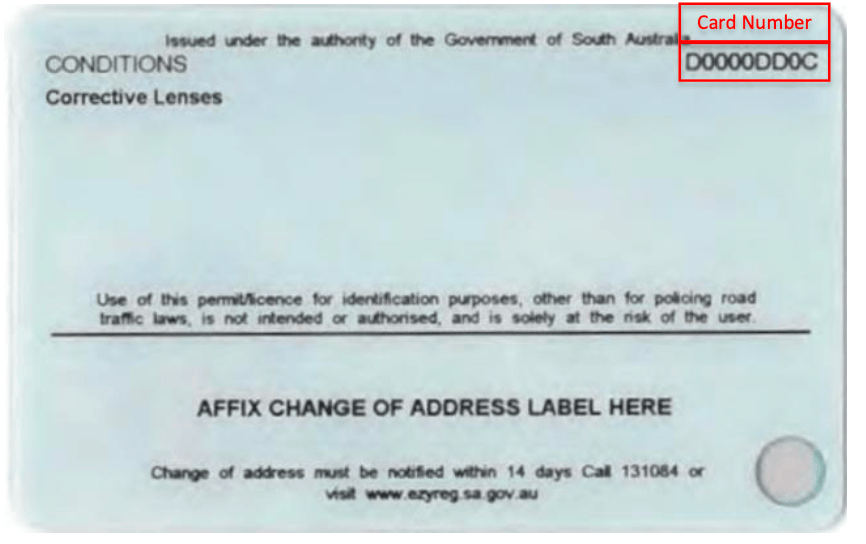 Card Number
Issued under the authority of the Government of South Australia
CONDITIONS
D0000DD0C
Corrective Lenses
Use of this permit/licence for identification purposes, other than for policing road
traffic laws, is not intended or authorised, and is solely at the risk of the user.
AFFIX CHANGE OF ADDRESS LABEL HERE
Change of address must be notified within 14 days Call 131084 or
visit www.ezyreg.sa.gov.au